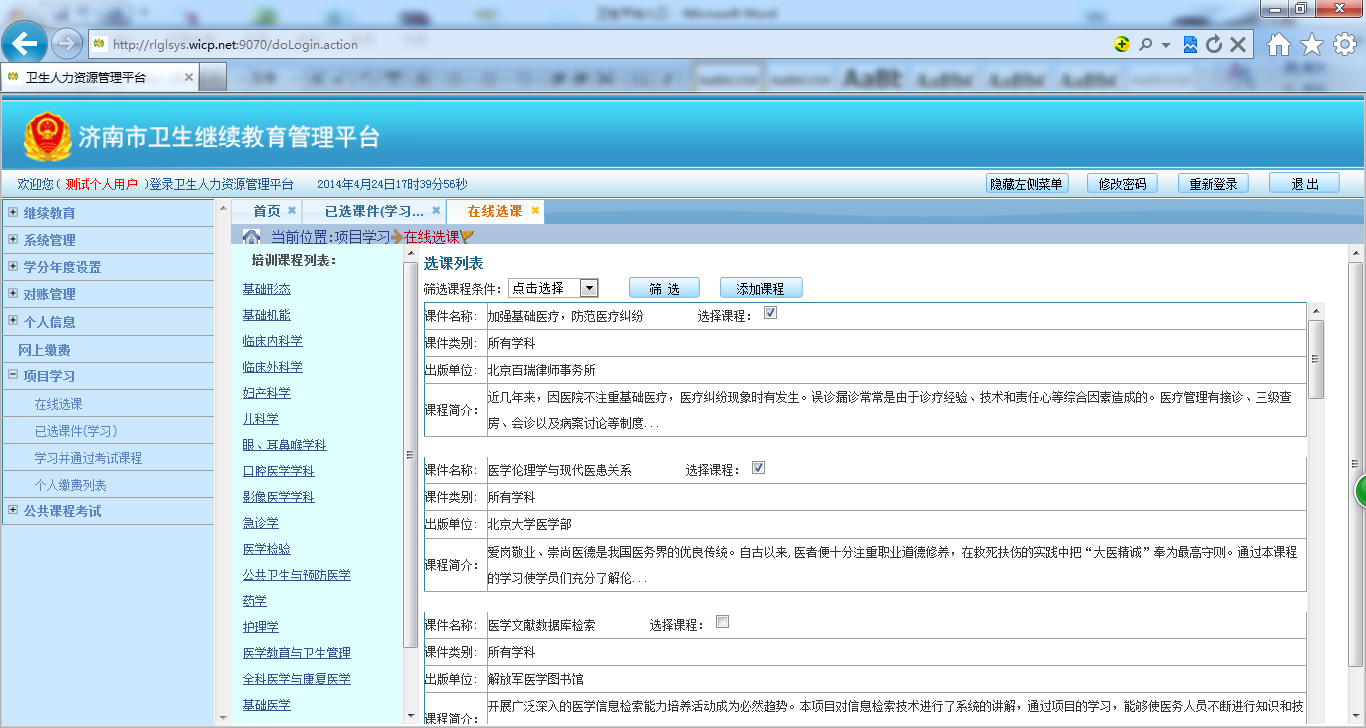 http://rlglsys.wicp.net:9070/doLogin.action
卫生人力资源管理平台
济南市卫生继续教育管理平台
欢迎您( 测试个人用户 )登录卫生人力资源管理平台 2014年4月24日17时39分56秒 隐藏左侧菜单 修改密码 重新登录 退 出
继续教育
系统管理
学分年度设置
对账管理
个人信息
网上缴费
项目学习
在线选课
已选课件(学习)
学习并通过考试课程
个人缴费列表
公共课程考试
首页 已选课件(学习... 在线选课
当前位置:项目学习 在线选课
培训课程列表:
基础形态
基础机能
临床内科学
临床外科学
妇产科学
儿科学
眼、耳鼻喉学科
口腔医学学科
影像医学学科
急诊学
医学检验
公共卫生与预防医学
药学
护理学
医学教育与卫生管理
全科医学与康复医学
基础医学
选课列表
筛选课程条件: 点击选择 筛 选 添加课程
课件名称: 加强基础医疗，防范医疗纠纷 选择课程:
课件类别: 所有学科
出版单位: 北京百瑞律师事务所
课程简介: 近几年来，因医院不注重基础医疗，医疗纠纷现象时有发生。误诊漏诊常常是由于诊疗经验、技术和责任心等综合因素造成的。医疗管理有接诊、三级查
房、会诊以及病案讨论等制度...
课件名称: 医学伦理学与现代医患关系 选择课程:
课件类别: 所有学科
出版单位: 北京大学医学部
课程简介: 爱岗敬业、崇尚医德是我国医务界的优良传统。自古以来,医者便十分注重职业道德修养，在救死扶伤的实践中把“大医精诚”奉为最高守则。通过本课程
的学习使学员们充分了解伦...
课件名称: 医学文献数据库检索 选择课程:
课件类别: 所有学科
出版单位: 解放军医学图书馆
课程简介: 开展广泛深入的医学信息检索能力培养活动成为必然趋势。本项目对信息检索技术进行了系统的讲解，通过项目的学习，能够使医务人员不断进行知识和技